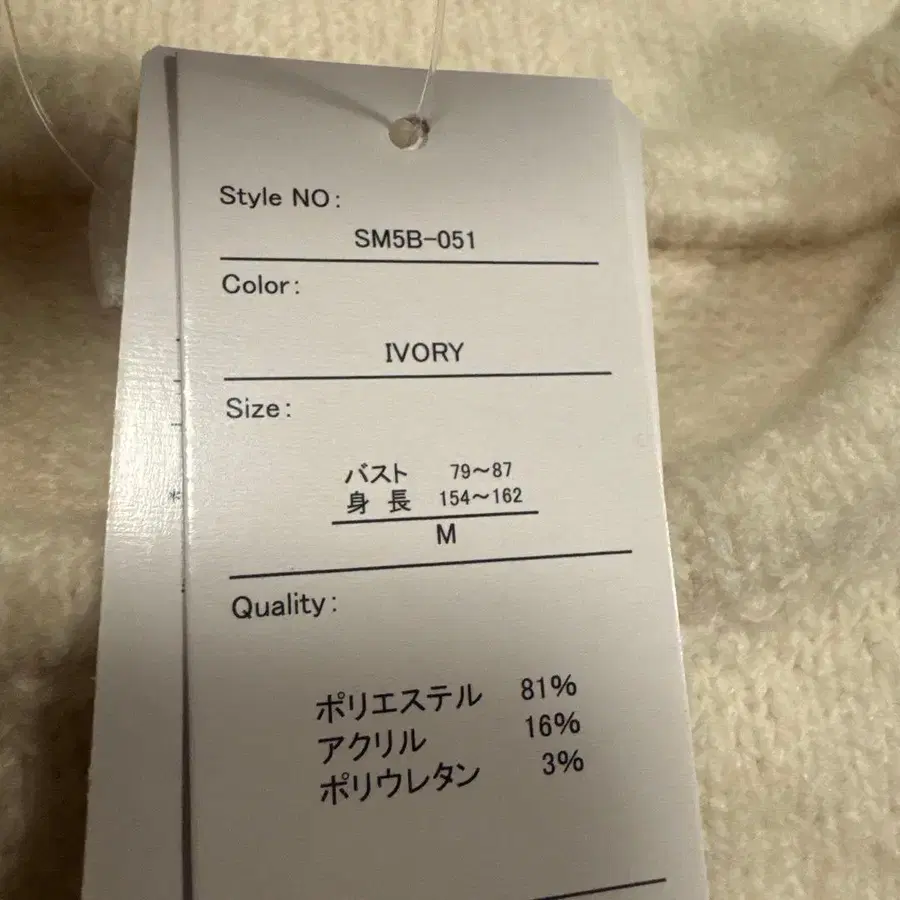 Style NO:
SM5B-051
Color:
IVORY
Size:
バスト 79~87
身 長 154~162
M
Quality:
ポリエステル 81%
アクリル 16%
ポリウレタン 3%